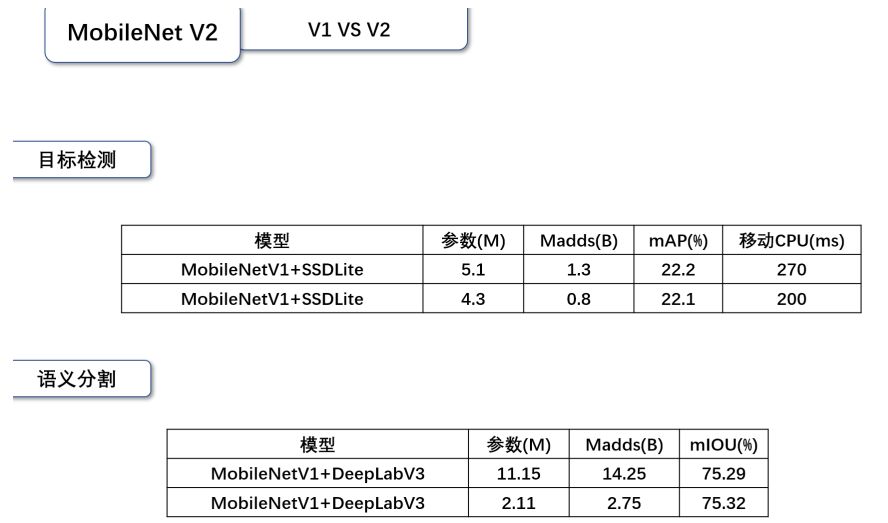 MobileNet V2 V1 VS V2
目标检测
模型 参数(M) Madds(B) mAP(%) 移动CPU(ms)
MobileNetV1+SSDLite 5.1 1.3 22.2 270
MobileNetV1+SSDLite 4.3 0.8 22.1 200
语义分割
模型 参数(M) Madds(B) mIOU(%)
MobileNetV1+DeepLabV3 11.15 14.25 75.29
MobileNetV1+DeepLabV3 2.11 2.75 75.32